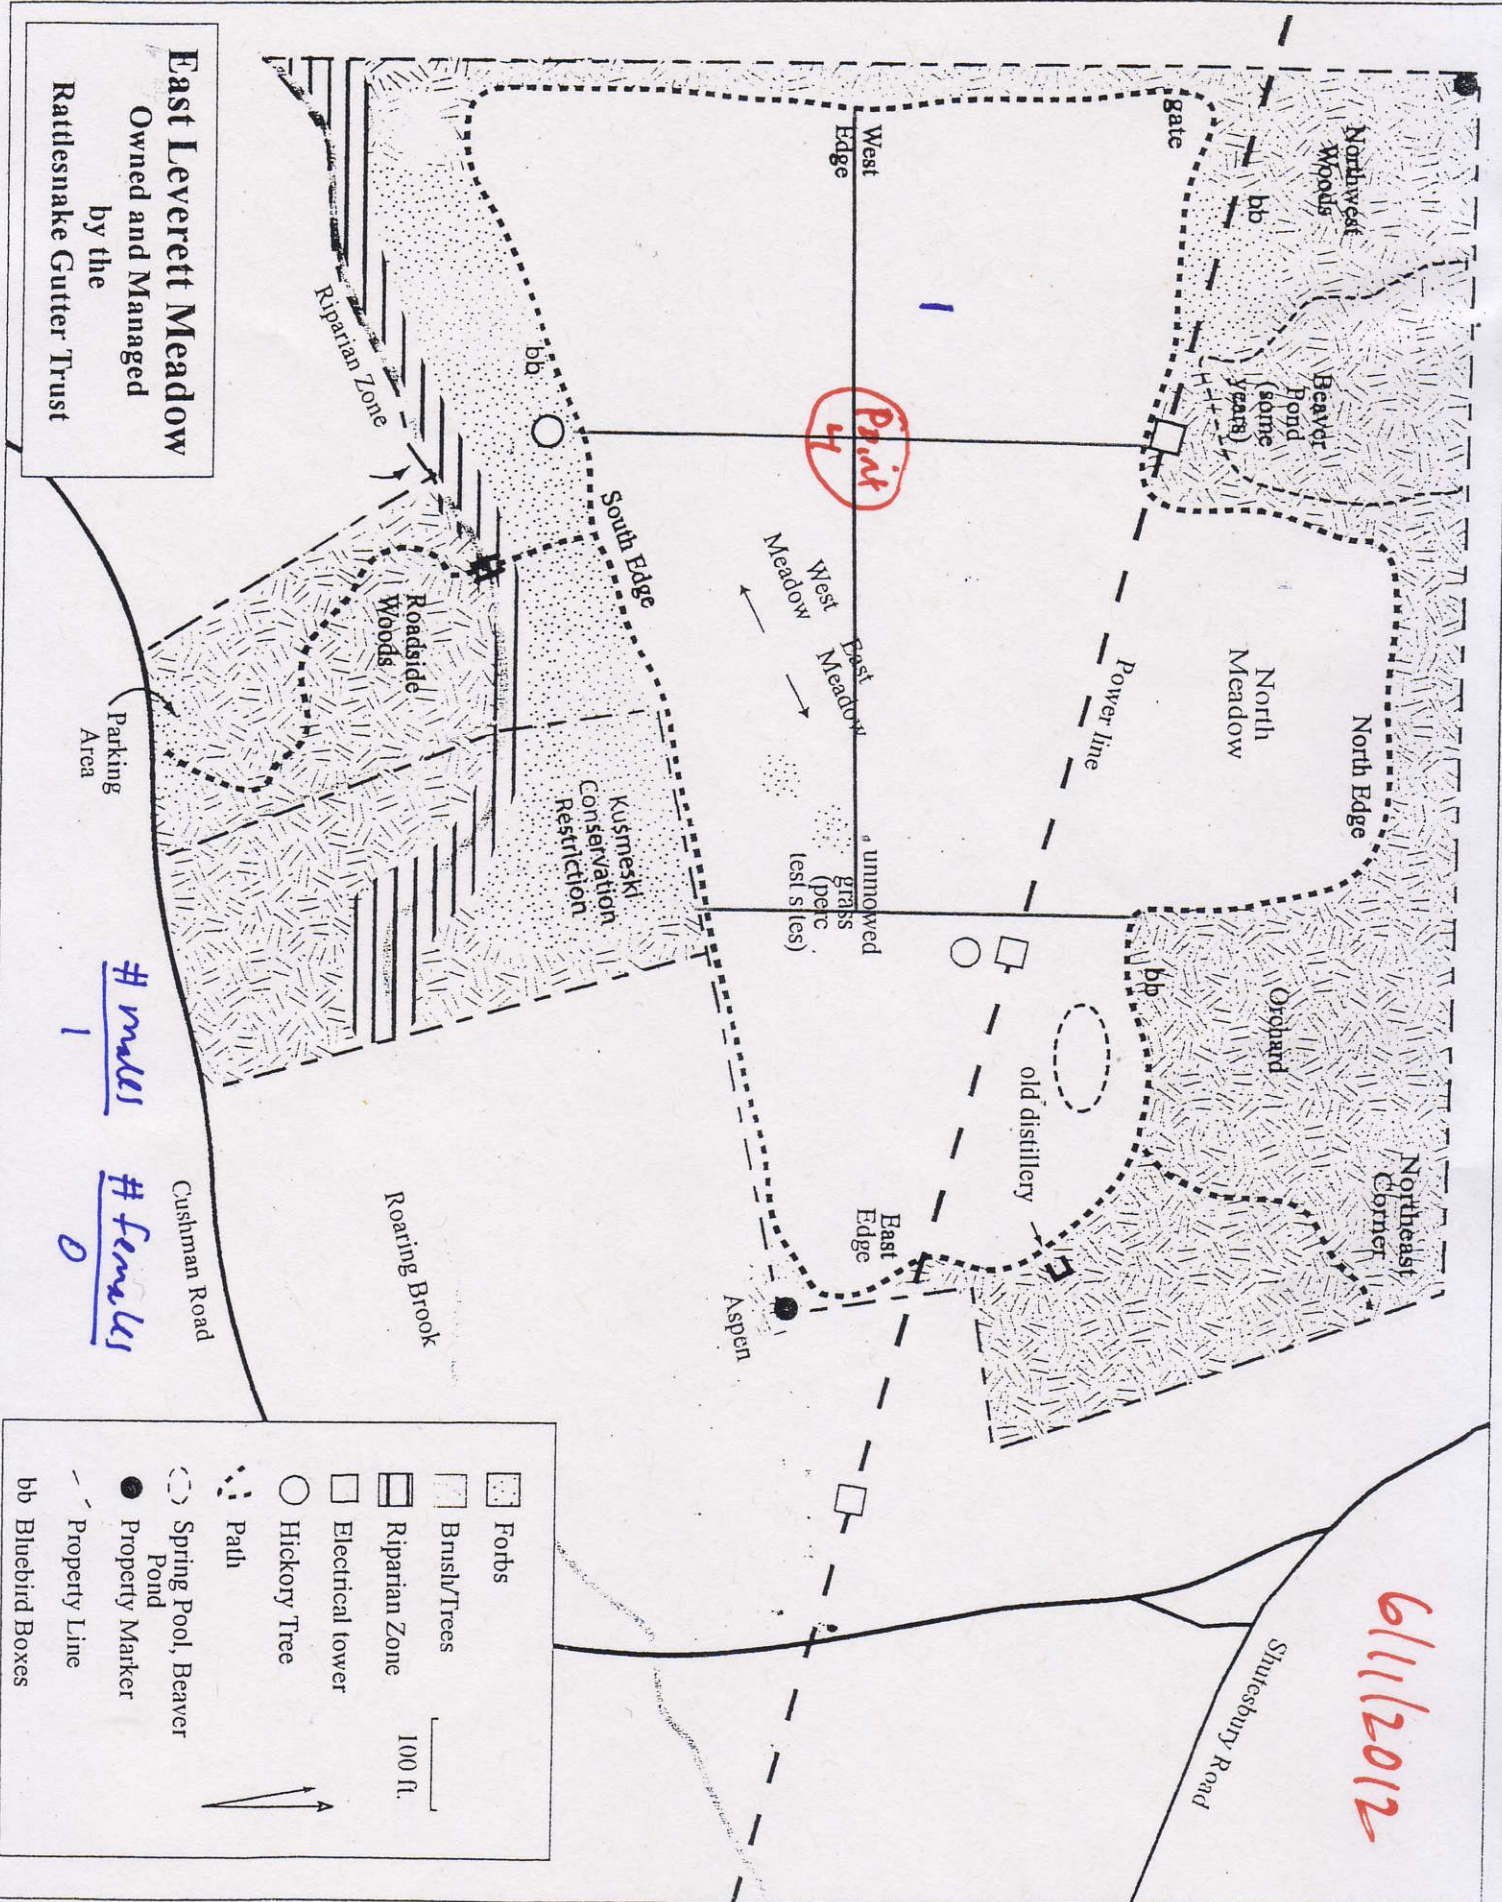 6/11/2012
Northwest
Woods
bb
gate
Beaver
Pond
(some
years)
North
Meadow
North Edge
Orchard
bb
Northeast
Corner
Power line
West
Edge
Point
4
1
West
Meadow
East
Meadow
unmowed
grass
(perc
test sites)
old distillery
East
Edge
Aspen
Shutesbury Road
bb
South Edge
Riparian Zone
Roadside
Woods
Kusmeski
Conservation
Restriction
Parking
Area
Roaring Brook
Cushman Road
East Leverett Meadow
Owned and Managed
by the
Rattlesnake Gutter Trust
# males
1
# females
0
Forbs
Brush/Trees
Riparian Zone
Electrical tower
Hickory Tree
Path
Spring Pool, Beaver
Pond
Property Marker
Property Line
bb Bluebird Boxes
100 ft.